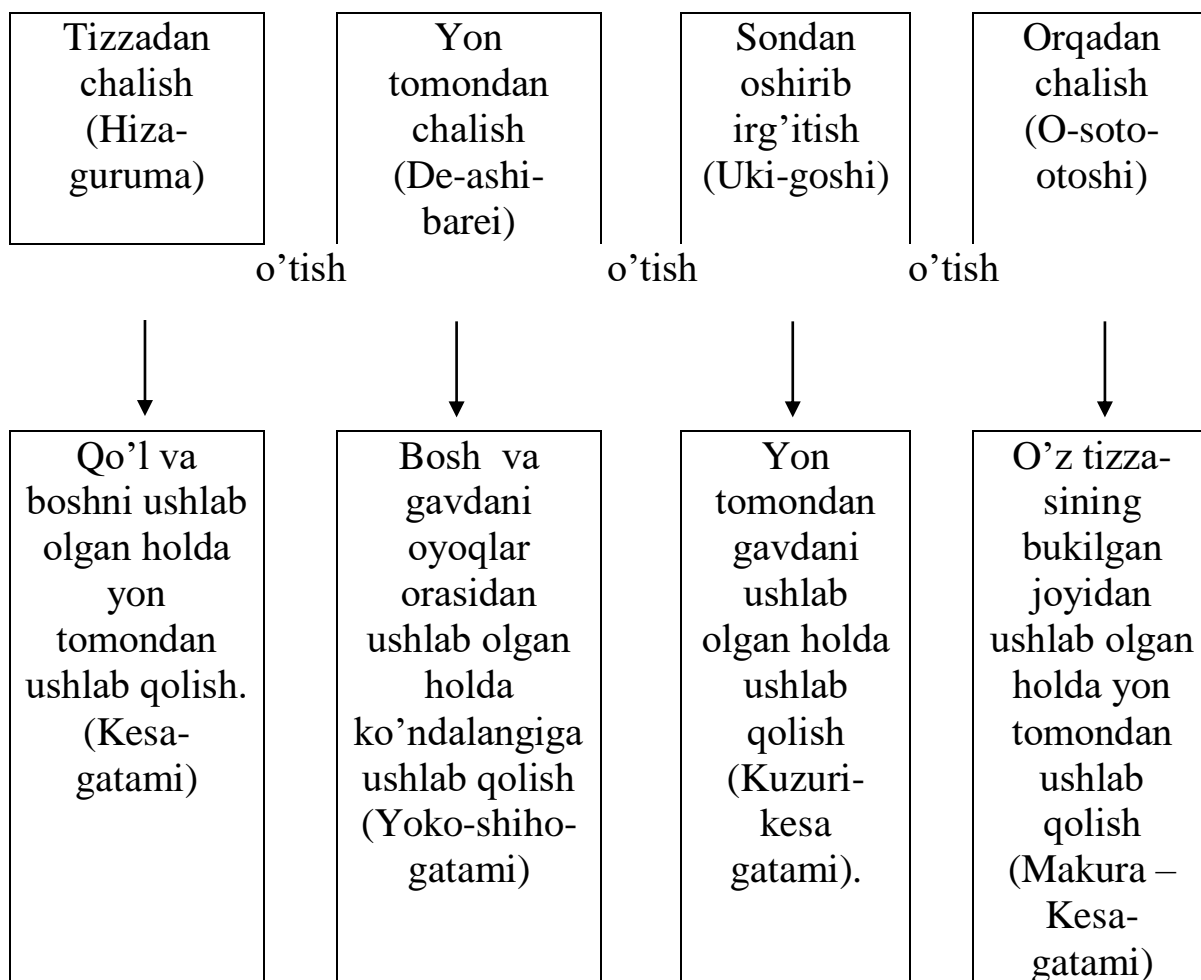 Tizzadan
chalish
(Hiza-
guruma)
Yon
tomondan
chalish
(De-ashi-
barei)
Sondan
oshirib
irg’itish
(Uki-goshi)
Orqadan
chalish
(O-soto-
otoshi)
o’tish
o’tish
o’tish
Qo’l va
boshni ushlab
olgan holda
yon
tomondan
ushlab qolish.
(Kesa-
gatami)
Bosh va
gavdani
oyoqlar
orasidan
ushlab olgan
holda
ko’ndalangiga
ushlab qolish
(Yoko-shiho-
gatami)
Yon
tomondan
gavdani
ushlab
olgan holda
ushlab
qolish
(Kuzuri-
kesa
gatami).
O’z tizza-
sining
bukilgan
joyidan
ushlab olgan
holda yon
tomondan
ushlab
qolish
(Makura –
Kesa-
gatami)